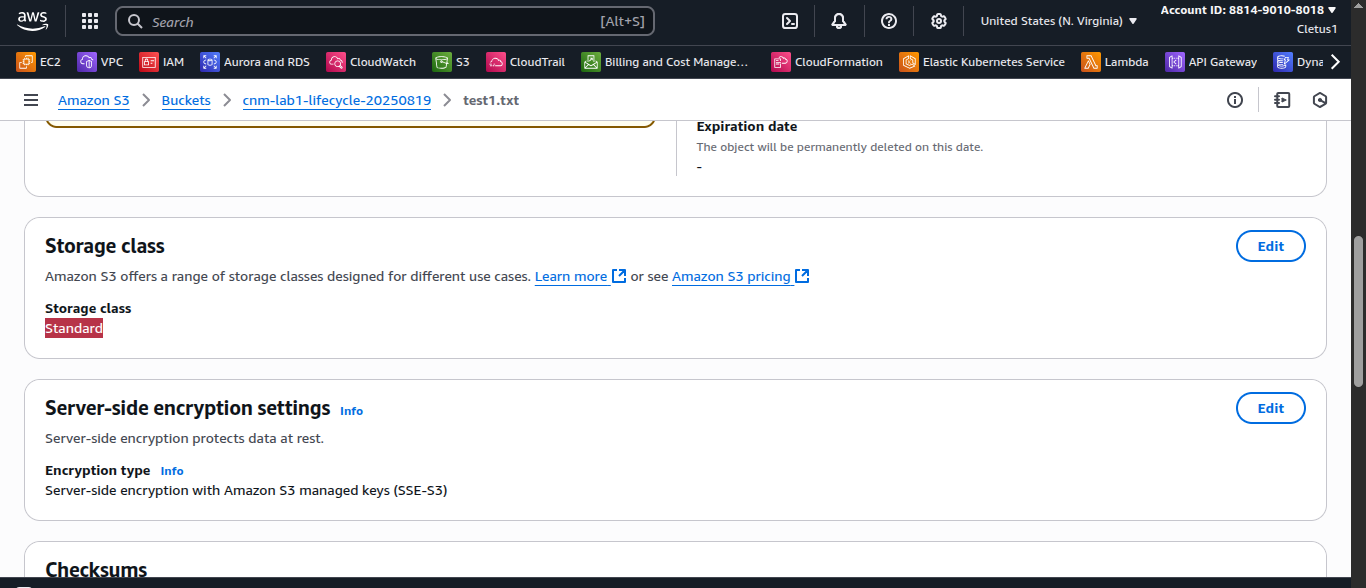 aws
Search [Alt+S] United States (N. Virginia) Account ID: 8814-9010-8018
Cletus1
EC2 VPC IAM Aurora and RDS CloudWatch S3 CloudTrail Billing and Cost Manage... CloudFormation Elastic Kubernetes Service Lambda API Gateway Dyna
Amazon S3 > Buckets > cnm-lab1-lifecycle-20250819 > test1.txt
Expiration date
The object will be permanently deleted on this date.
-
Storage class
Edit
Amazon S3 offers a range of storage classes designed for different use cases. Learn more or see Amazon S3 pricing
Storage class
Standard
Server-side encryption settings Info
Edit
Server-side encryption protects data at rest.
Encryption type Info
Server-side encryption with Amazon S3 managed keys (SSE-S3)
Checksums